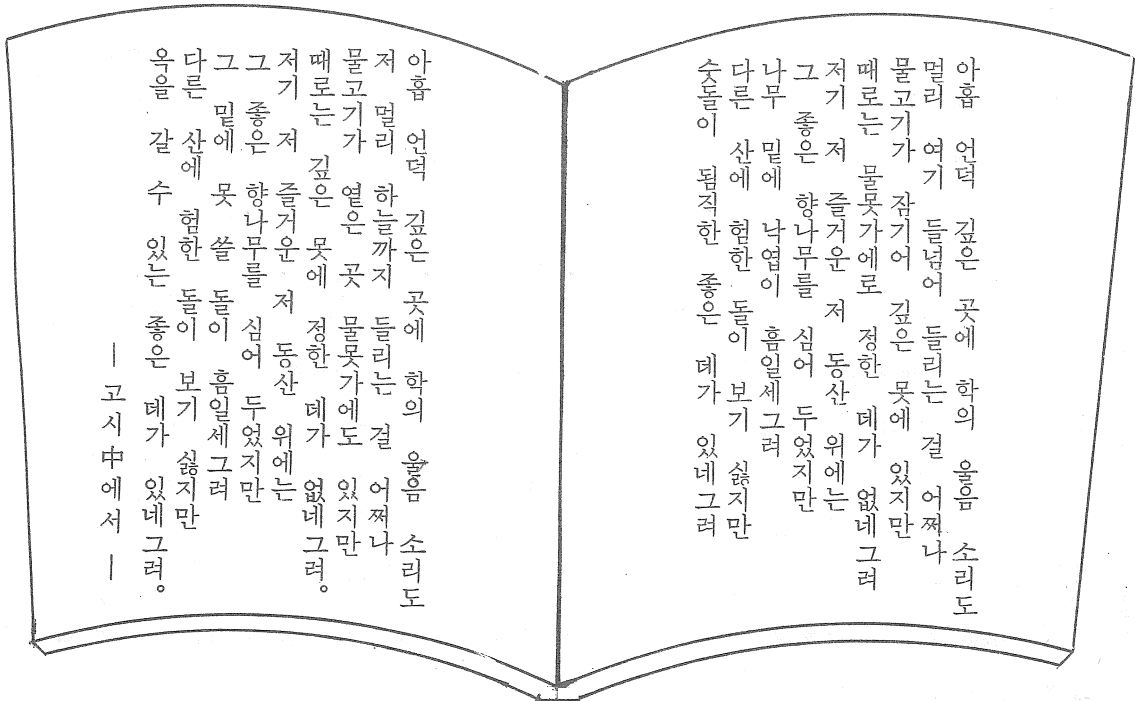 아홉 언덕 깊은 곳에 학의 울음 소리도
멀리 여기 들넘어 들리는 걸 어쩌나
물고기가 잠기어 깊은 못에 있지만
때로는 물못가에로 정한 데가 없네그려
저기 저 즐거운 저 동산 위에는
그 좋은 향나무를 심어 두었지만
나무 밑에 낙엽이 흠일세그려
다른 산에 험한 돌이 보기 싫지만
숫돌이 됨직한 좋은 데가 있네그려
아홉 언덕 깊은 곳에 학의 울음 소리도
저 멀리 하늘까지 들리는 걸 어쩌나
물고기가 옅은 곳 물못가에도 있지만
때로는 깊은 못에 정한 데가 없네그려。
저기 저 즐거운 저 동산 위에는
그 좋은 향나무를 심어 두었지만
그 밑에 못 쓸 돌이 흠일세그려
다른 산에 험한 돌이 보기 싫지만
옥을 갈 수 있는 좋은 데가 있네그려。
— 고시中에서 —